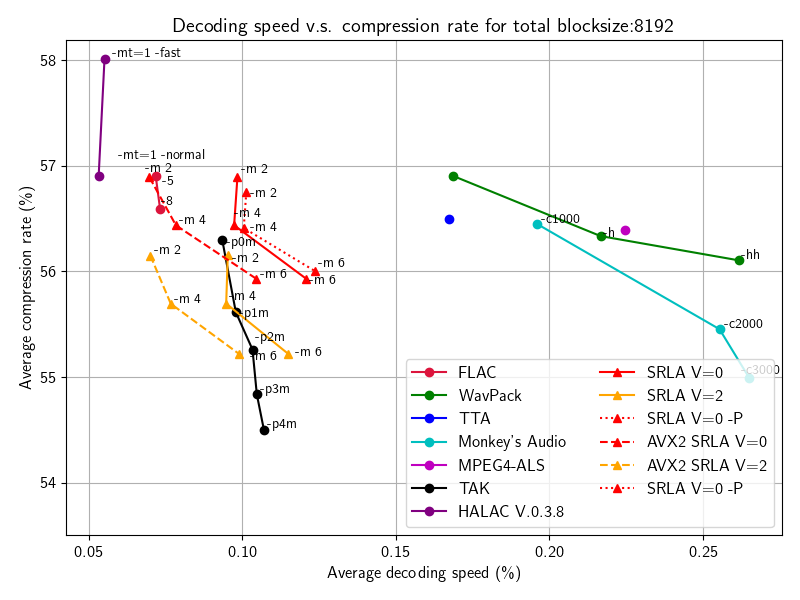 Decoding speed v.s. compression rate for total blocksize:8192
Average compression rate (%)
58
57
56
55
54
-mt=1 -fast
-mt=1 -normal
-m 2
-5
-8
-m 4
-m 6
-m 2
-m 4
-m 6
-m 2
-m 4
-m 6
-m 2
-m 4
-m 6
-m 2
-m 4
-m 6
-p0m
-p1m
-p2m
-p3m
-p4m
-c1000
-h
-hh
-c2000
-c3000
FLAC
WavPack
TTA
Monkey's Audio
MPEG4-ALS
TAK
HALAC V.0.3.8
SRLA V=0
SRLA V=2
SRLA V=0 -P
AVX2 SRLA V=0
AVX2 SRLA V=2
SRLA V=0 -P
0.05
0.10
0.15
0.20
0.25
Average decoding speed (%)